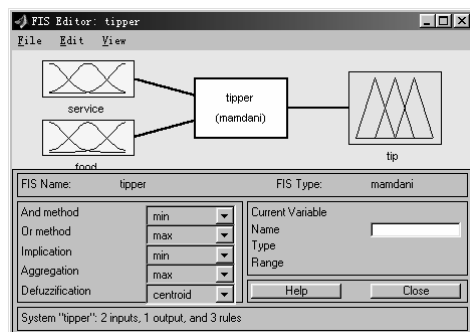 FIS Editor: tipper
File Edit View
service
tipper
(mamdani)
food
tip
FIS Name: tipper FIS Type: mamdani
And method min
Or method max
Implication min
Aggregation max
Defuzzification centroid
Current Variable
Name
Type
Range
Help Close
System "tipper": 2 inputs, 1 output, and 3 rules